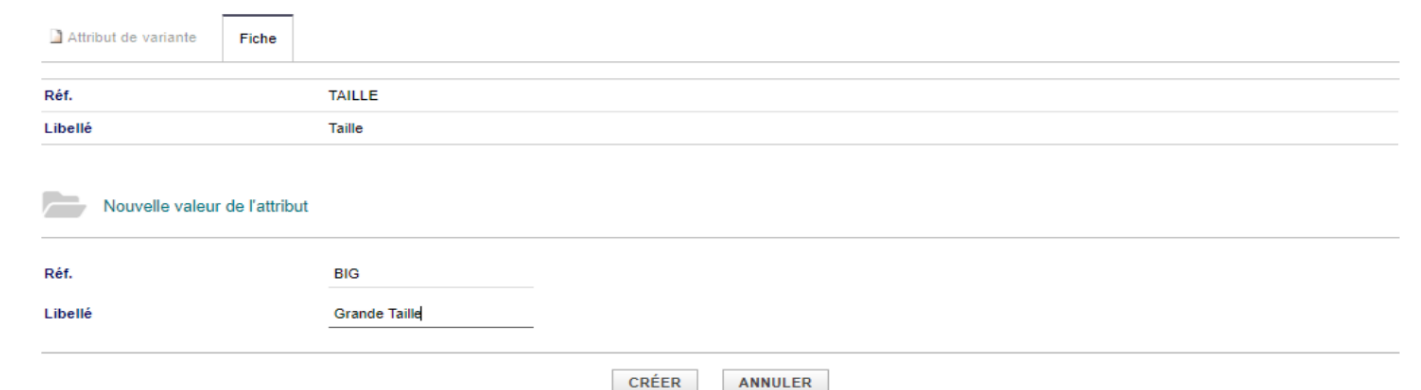 Attribut de variante Fiche
Réf. TAILLE
Libellé Taille
Nouvelle valeur de l'attribut
Réf. BIG
Libellé Grande Taille
CRÉER ANNULER